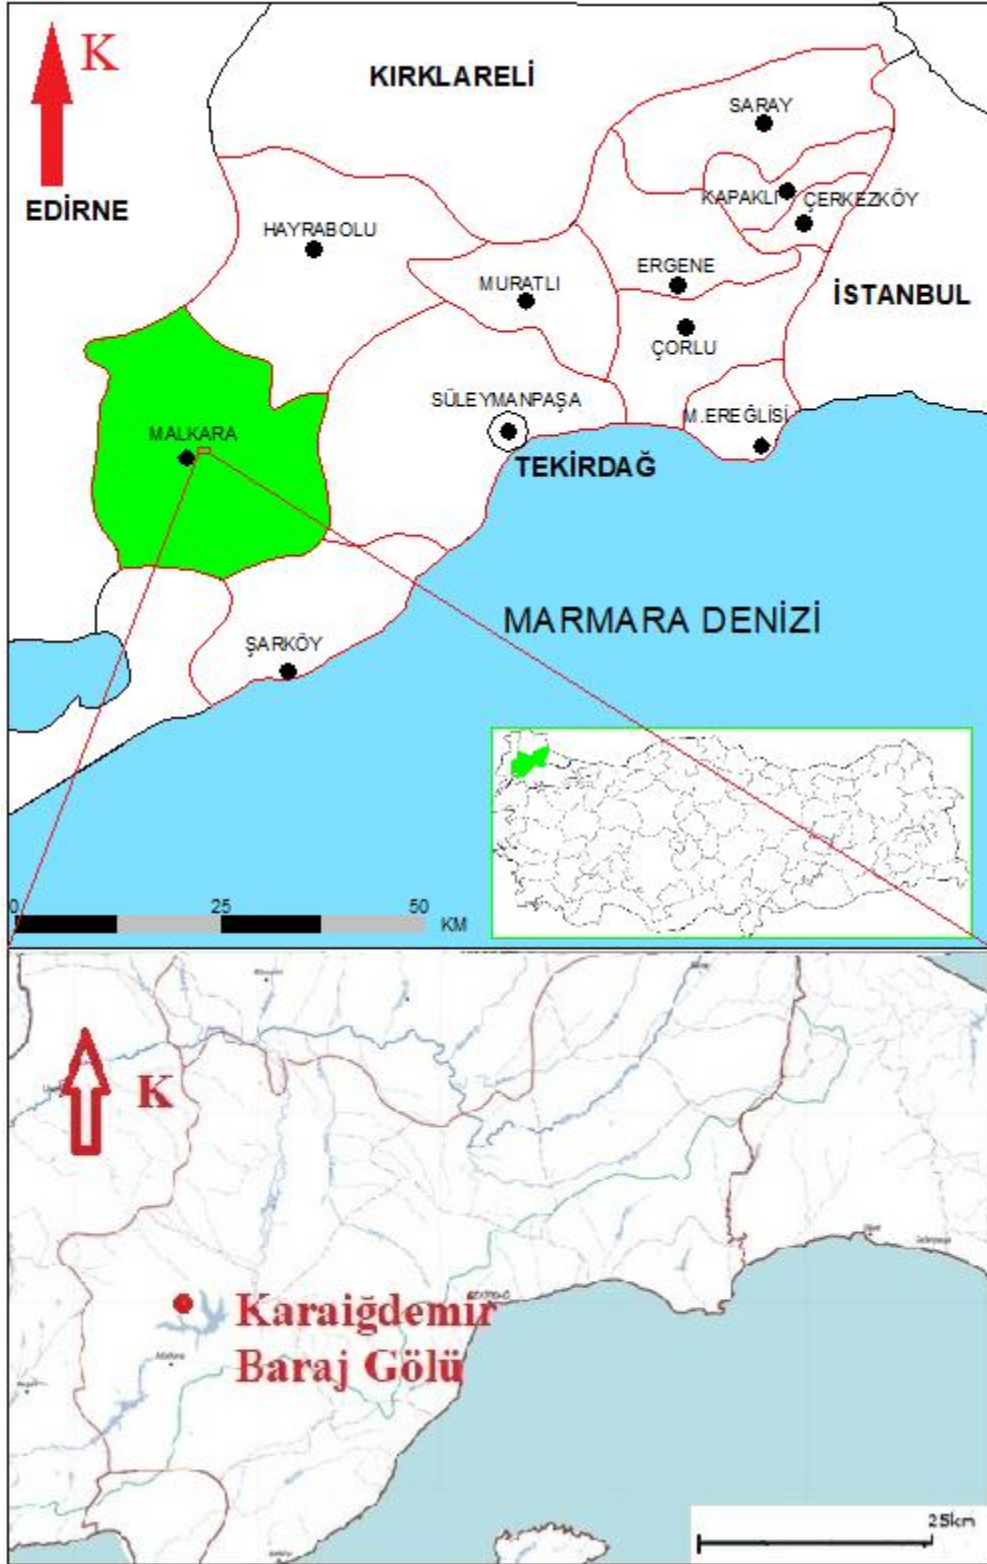 K
KIRKLARELİ
SARAY
KAPAKLI
ÇERKEZKÖY
EDİRNE
HAYRABOLU
ERGENE
MURATLI
İSTANBUL
ÇORLU
SÜLEYMANPAŞA
M.EREĞLİSİ
MALKARA
TEKİRDAĞ
MARMARA DENİZİ
ŞARKÖY
0 25 50
KM
K
Karaiğdemir
Baraj Gölü
Malkara
25km